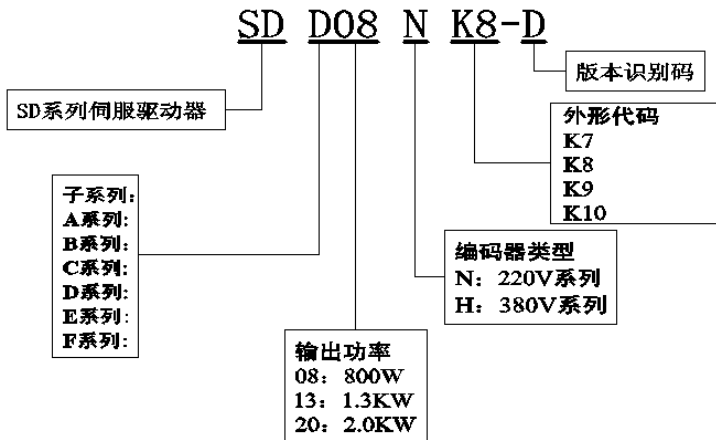 SD D08 N K8-D
版本识别码
SD系列伺服驱动器
外形代码
K7
K8
K9
K10
子系列:
A系列:
B系列:
C系列:
D系列:
E系列:
F系列:
编码器类型
N: 220V系列
H: 380V系列
输出功率
08: 800W
13: 1.3KW
20: 2.0KW